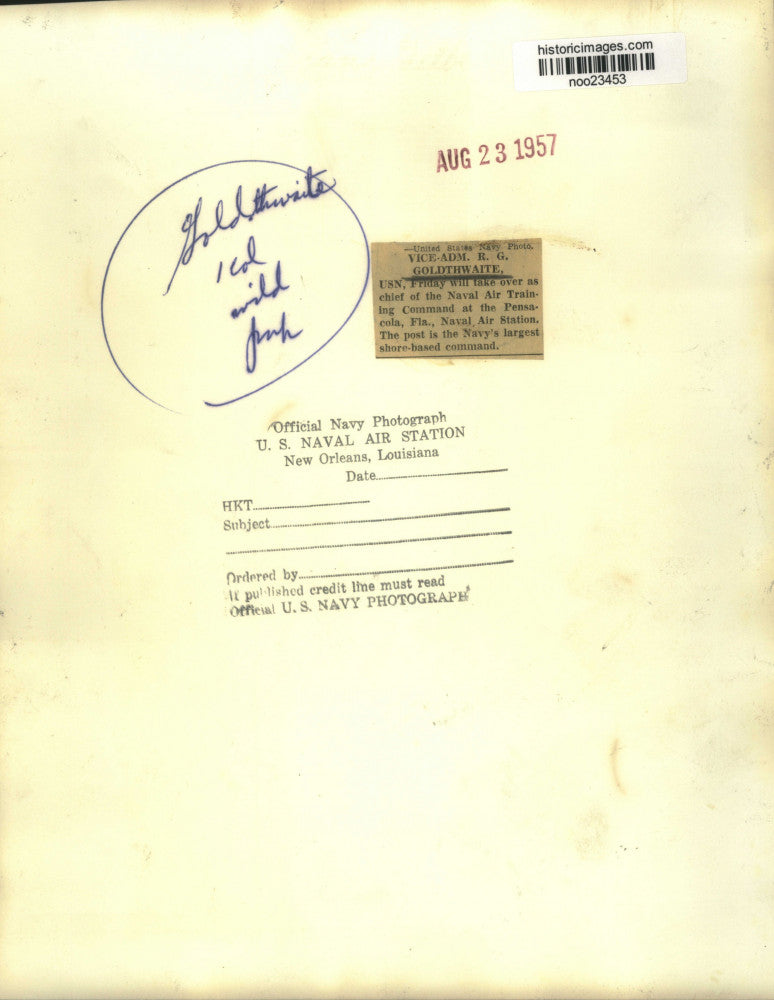 historicimages.com
noo23453
AUG 23 1957
Goldthwaite
1 col
wild
—United States Navy Photo.
VICE-ADM. R. G.
GOLDTHWAITE,
USN, Friday will take over as
chief of the Naval Air Train-
ing Command at the Pensa-
cola, Fla., Naval Air Station.
The post is the Navy's largest
shore-based command.
Official Navy Photograph
U. S. NAVAL AIR STATION
New Orleans, Louisiana
Date
HKT
Subject
Ordered by
If published credit line must read
Official U. S. NAVY PHOTOGRAPH